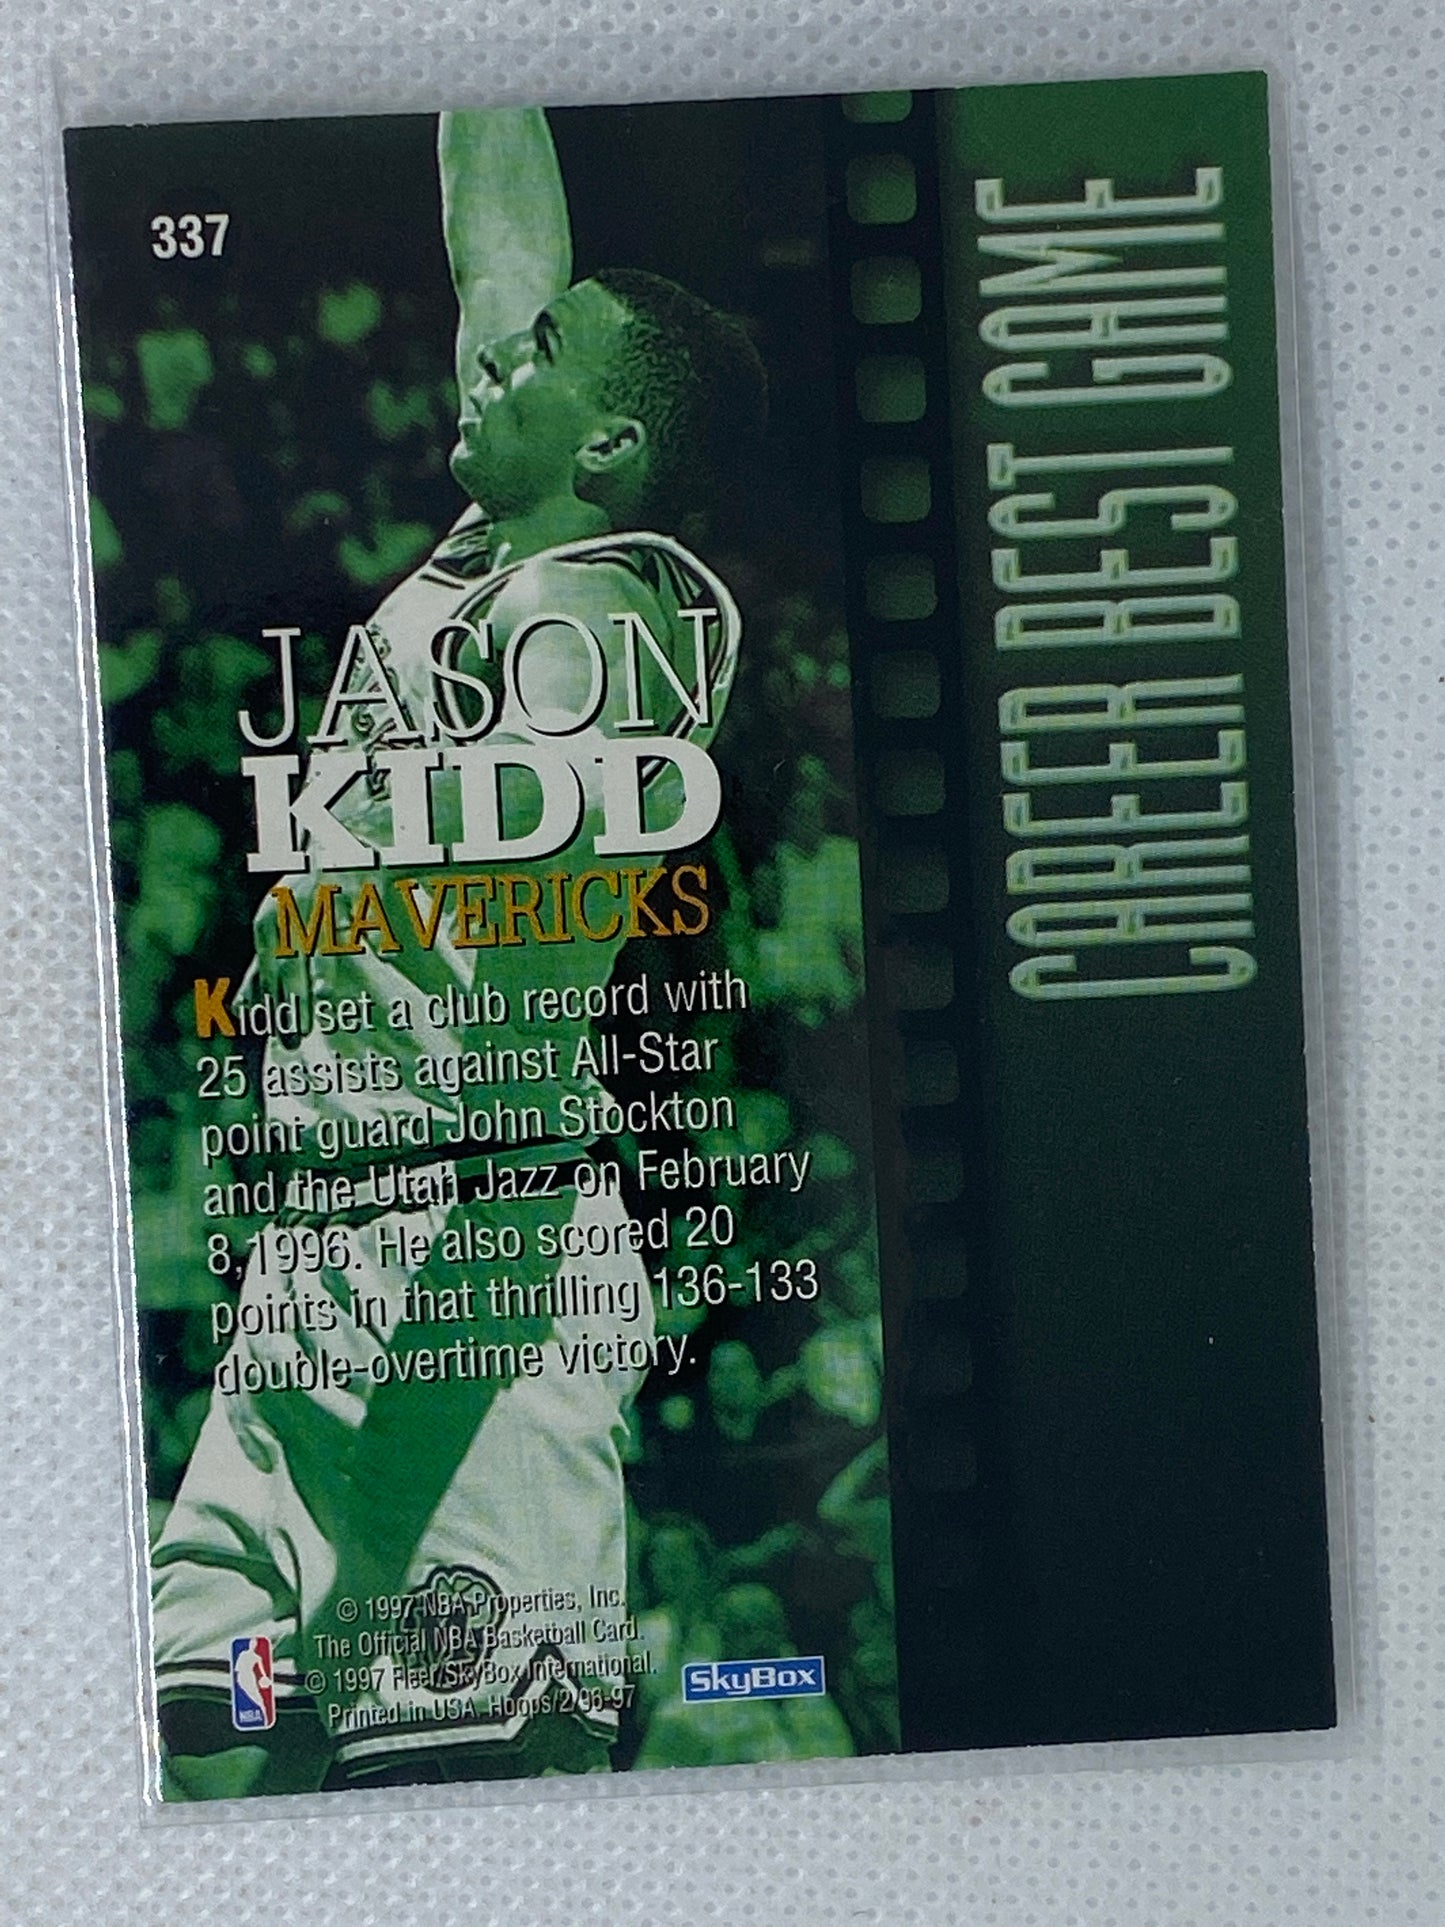 337
CAREER BEST GAME
JASON
KIDD
MAVERICKS
Kidd set a club record with
25 assists against All-Star
point guard John Stockton
and the Utah Jazz on February
8,1996. He also scored 20
points in that thrilling 136-133
double-overtime victory.
© 1997 NBA Properties, Inc.
The Official NBA Basketball Card.
© 1997 Fleer/SkyBox International.
Printed in USA. Hoops/2/96-97
NBA
SkyBox